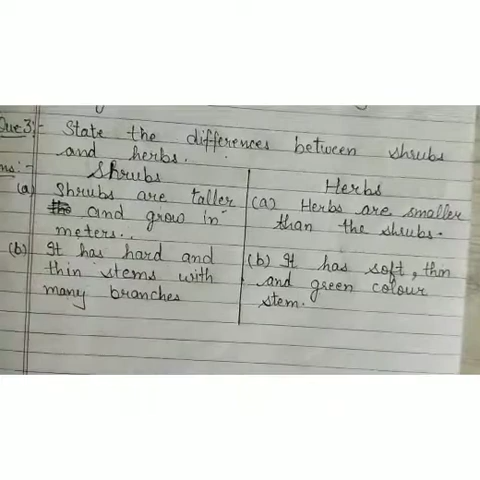 Que 3:- State the differences between shrubs
and herbs.
Ans:- Shrubs
(a) Shrubs are taller
and grow in
meters..
(b) It has hard and
thin stems with
many branches
Herbs
(a) Herbs are smaller
than the shrubs.
(b) It has soft, thin
and green colour
stem.